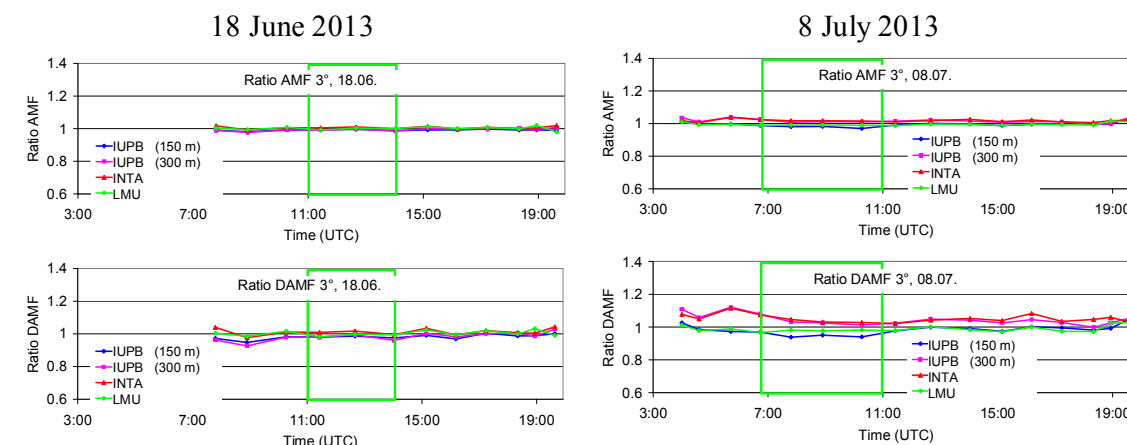 18 June 2013
8 July 2013
Ratio AMF 3°, 18.06.
Ratio AMF
1.4
1.2
1
0.8
0.6
IUPB (150 m)
IUPB (300 m)
INTA
LMU
3:00 7:00 11:00 15:00 19:00
Time (UTC)
Ratio AMF 3°, 08.07.
Ratio AMF
1.4
1.2
1
0.8
0.6
IUPB (150 m)
IUPB (300 m)
INTA
LMU
3:00 7:00 11:00 15:00 19:00
Time (UTC)
Ratio DAMF 3°, 18.06.
Ratio DAMF
1.4
1.2
1
0.8
0.6
IUPB (150 m)
IUPB (300 m)
INTA
LMU
3:00 7:00 11:00 15:00 19:00
Time (UTC)
Ratio DAMF 3°, 08.07.
Ratio DAMF
1.4
1.2
1
0.8
0.6
IUPB (150 m)
IUPB (300 m)
INTA
LMU
3:00 7:00 11:00 15:00 19:00
Time (UTC)